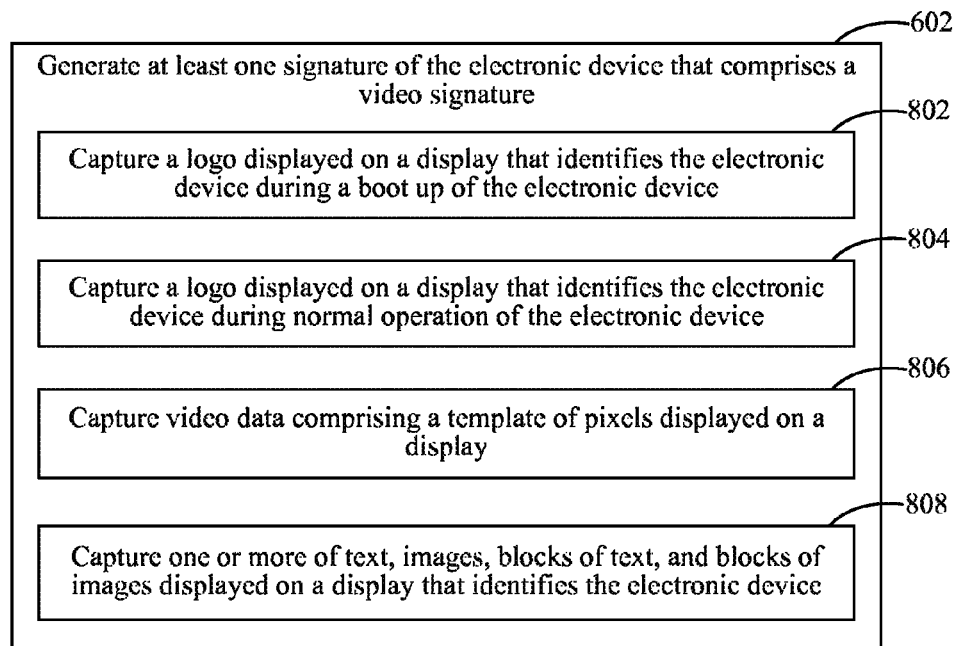 602
Generate at least one signature of the electronic device that comprises a
video signature
802
Capture a logo displayed on a display that identifies the electronic
device during a boot up of the electronic device
804
Capture a logo displayed on a display that identifies the electronic
device during normal operation of the electronic device
806
Capture video data comprising a template of pixels displayed on a
display
808
Capture one or more of text, images, blocks of text, and blocks of
images displayed on a display that identifies the electronic device